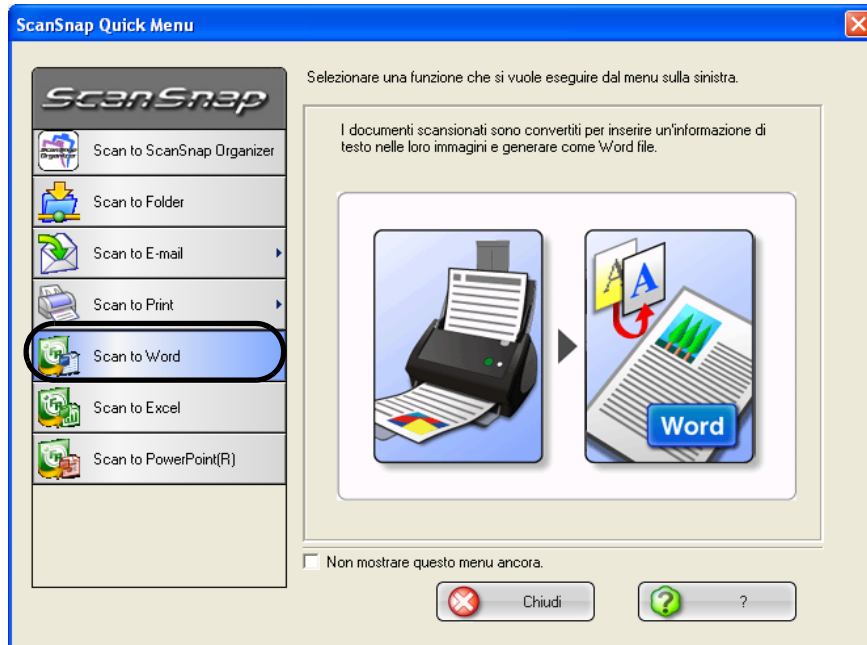 ScanSnap Quick Menu
ScanSnap
Selezionare una funzione che si vuole eseguire dal menu sulla sinistra.
Scan to ScanSnap Organizer
Scan to Folder
Scan to E-mail
Scan to Print
Scan to Word
Scan to Excel
Scan to PowerPoint(R)
I documenti scansionati sono convertiti per inserire un'informazione di
testo nelle loro immagini e generare come Word file.
A A
Word
Non mostrare questo menu ancora.
Chiudi
?